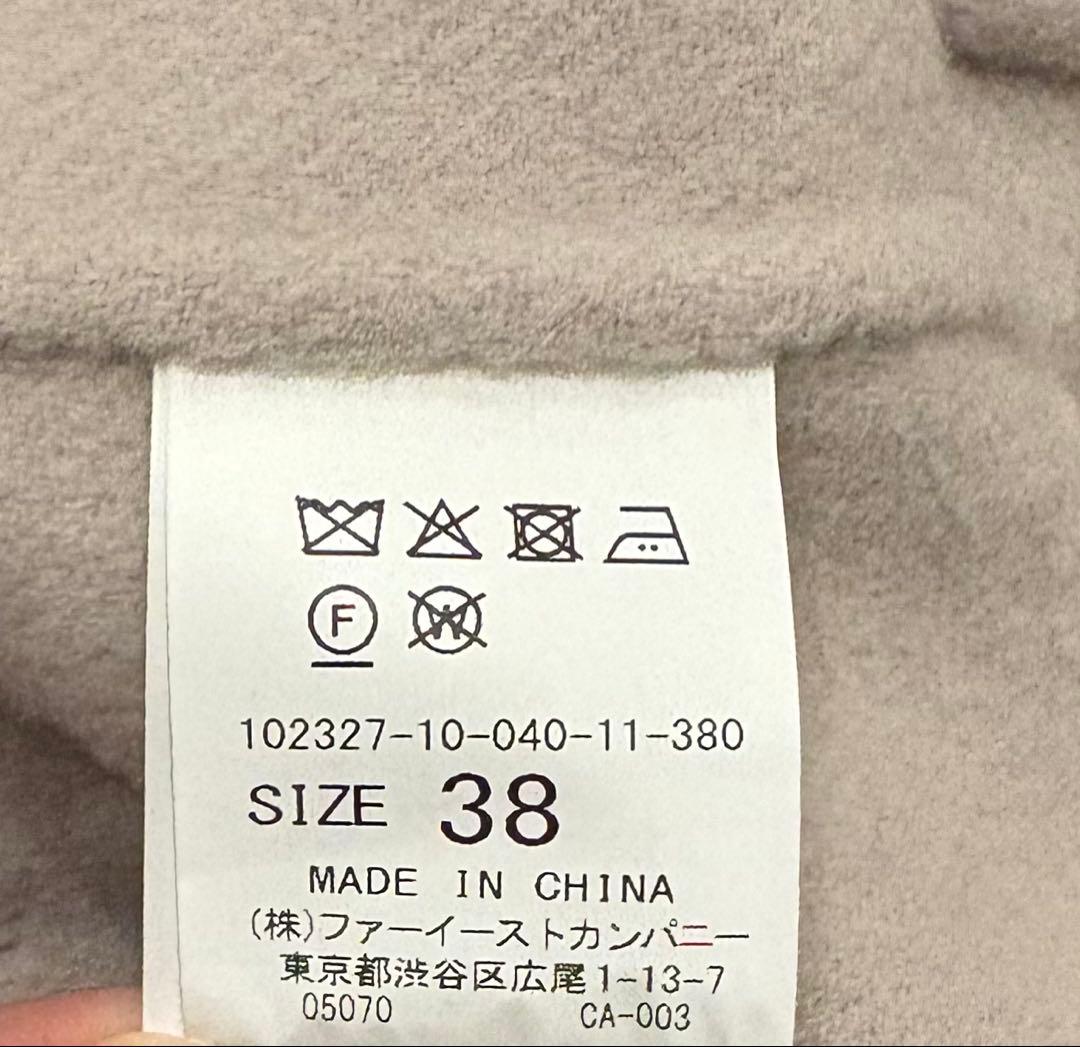 F W
102327-10-040-11-380
SIZE 38
MADE IN CHINA
(株)ファーイーストカンパニー
東京都渋谷区広尾1-13-7
05070 CA-003